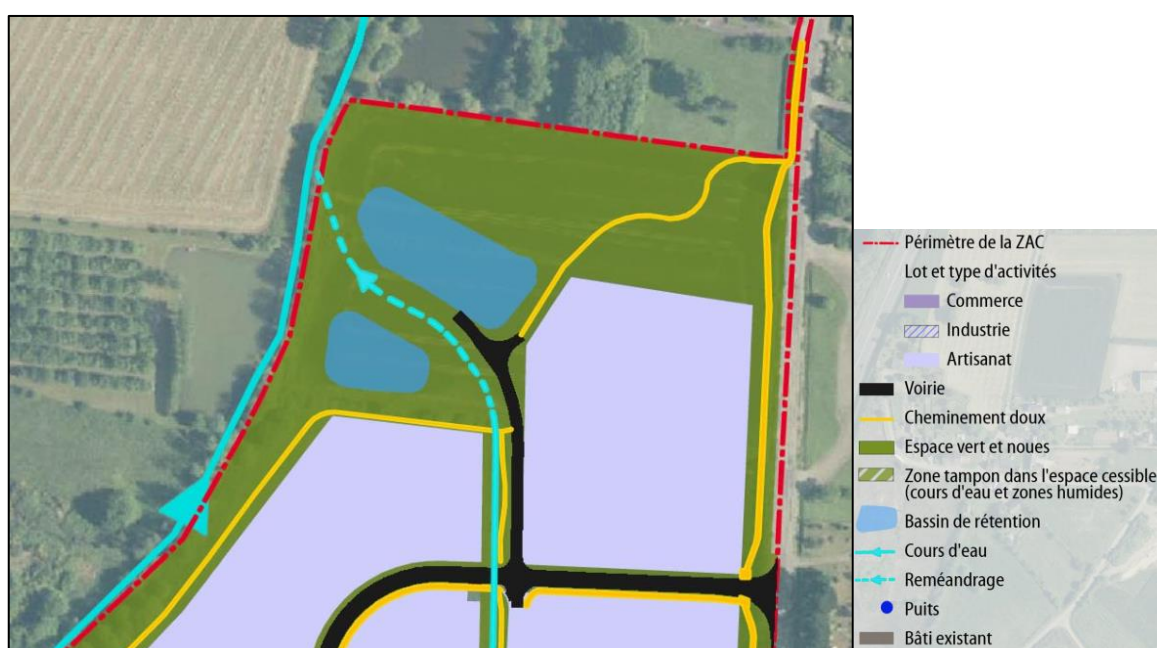 Périmètre de la ZAC
Lot et type d'activités
Commerce
Industrie
Artisanat
Voirie
Cheminement doux
Espace vert et noues
Zone tampon dans l'espace cessible
(cours d'eau et zones humides)
Bassin de rétention
Cours d'eau
Reméandrage
Puits
Bâti existant